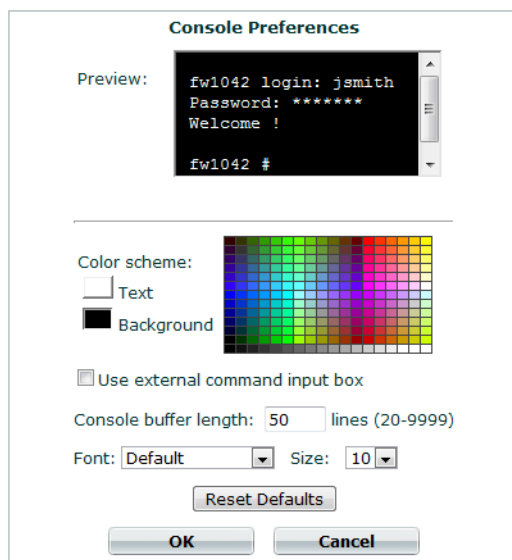 Console Preferences
Preview:
fw1042 login: jsmith
Password: *******
Welcome !
fw1042 #
Color scheme:
Text
Background
Use external command input box
Console buffer length: 50 lines (20-9999)
Font: Default Size: 10
Reset Defaults
OK Cancel